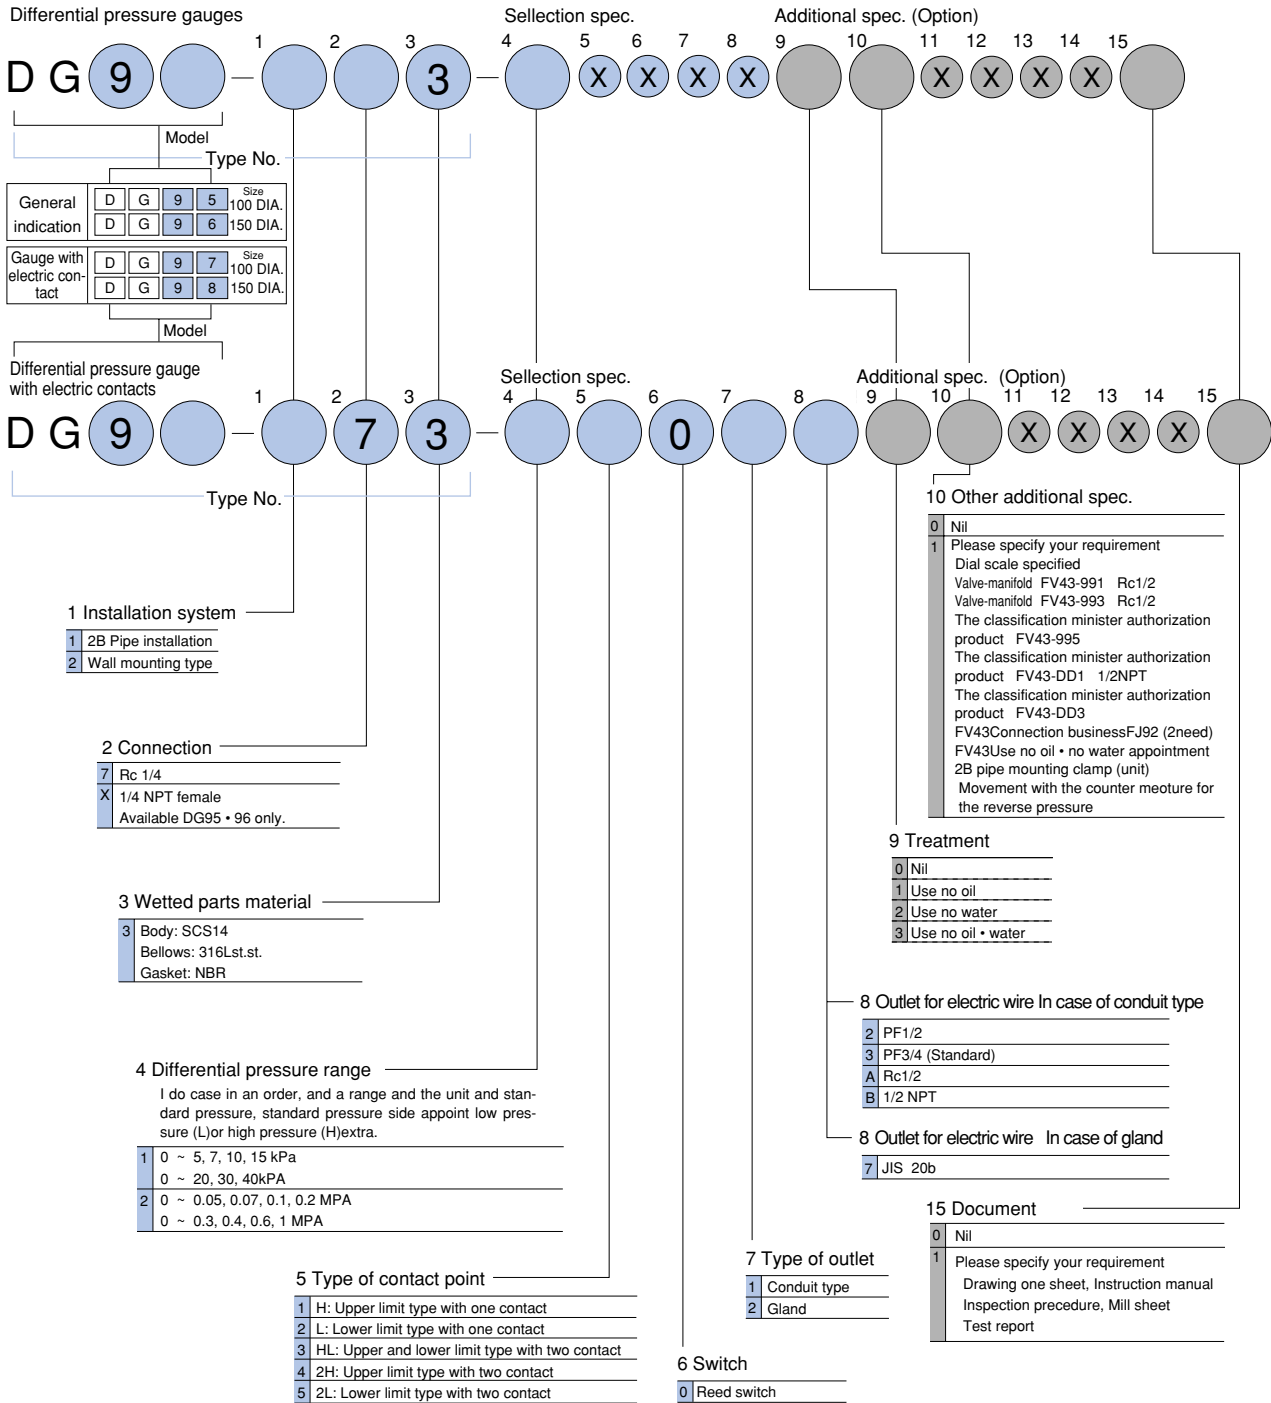 Differential pressure gauges
Sellection spec.
Additional spec. (Option)
1 2 3 4 5 6 7 8 9 10 11 12 13 14 15
D G 9 – 3 – X X X X X X X X
Model
Type No.
General indication
D G 9 5 Size 100 DIA.
D G 9 6 150 DIA.
Gauge with electric con-tact
D G 9 7 Size 100 DIA.
D G 9 8 150 DIA.
Model
Differential pressure gauge
with electric contacts
Sellection spec.
Additional spec. (Option)
1 2 3 4 5 6 7 8 9 10 11 12 13 14 15
D G 9 – 7 3 – 0 X X X X
Type No.
10 Other additional spec.
0 Nil
1 Please specify your requirement
Dial scale specified
Valve-manifold FV43-991 Rc1/2
Valve-manifold FV43-993 Rc1/2
The classification minister authorization
product FV43-995
The classification minister authorization
product FV43-DD1 1/2NPT
The classification minister authorization
product FV43-DD3
FV43Connection businessFJ92 (2need)
FV43Use no oil • no water appointment
2B pipe mounting clamp (unit)
Movement with the counter meoture for
the reverse pressure
1 Installation system
1 2B Pipe installation
2 Wall mounting type
2 Connection
7 Rc 1/4
X 1/4 NPT female
Available DG95 • 96 only.
9 Treatment
0 Nil
1 Use no oil
2 Use no water
3 Use no oil • water
3 Wetted parts material
3 Body: SCS14
Bellows: 316Lst.st.
Gasket: NBR
8 Outlet for electric wire In case of conduit type
2 PF1/2
3 PF3/4 (Standard)
A Rc1/2
B 1/2 NPT
4 Differential pressure range
I do case in an order, and a range and the unit and stan-
dard pressure, standard pressure side appoint low pres-
sure (L)or high pressure (H)extra.
1 0 ~ 5, 7, 10, 15 kPa
0 ~ 20, 30, 40kPA
2 0 ~ 0.05, 0.07, 0.1, 0.2 MPA
0 ~ 0.3, 0.4, 0.6, 1 MPA
8 Outlet for electric wire In case of gland
7 JIS 20b
15 Document
0 Nil
1 Please specify your requirement
Drawing one sheet, Instruction manual
Inspection precedure, Mill sheet
Test report
7 Type of outlet
1 Conduit type
2 Gland
5 Type of contact point
1 H: Upper limit type with one contact
2 L: Lower limit type with one contact
3 HL: Upper and lower limit type with two contact
4 2H: Upper limit type with two contact
5 2L: Lower limit type with two contact
6 Switch
0 Reed switch